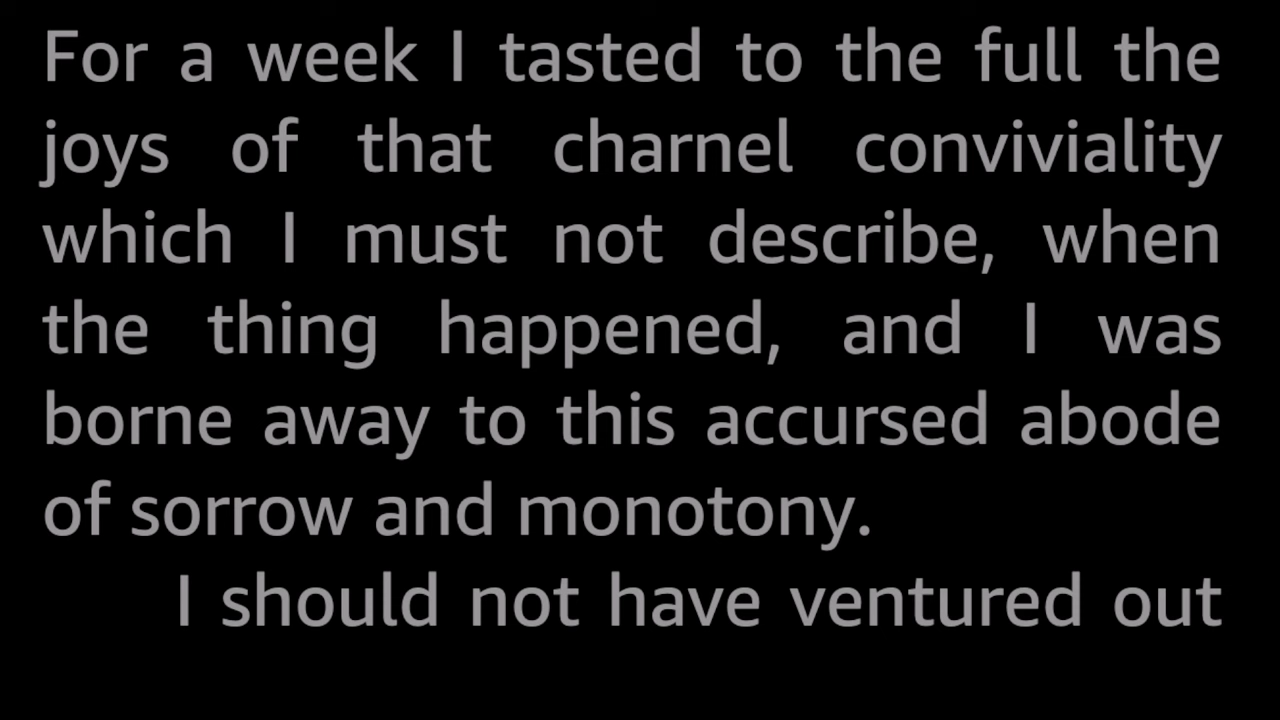 For a week I tasted to the full the
joys of that charnel conviviality
which I must not describe, when
the thing happened, and I was
borne away to this accursed abode
of sorrow and monotony.
I should not have ventured out